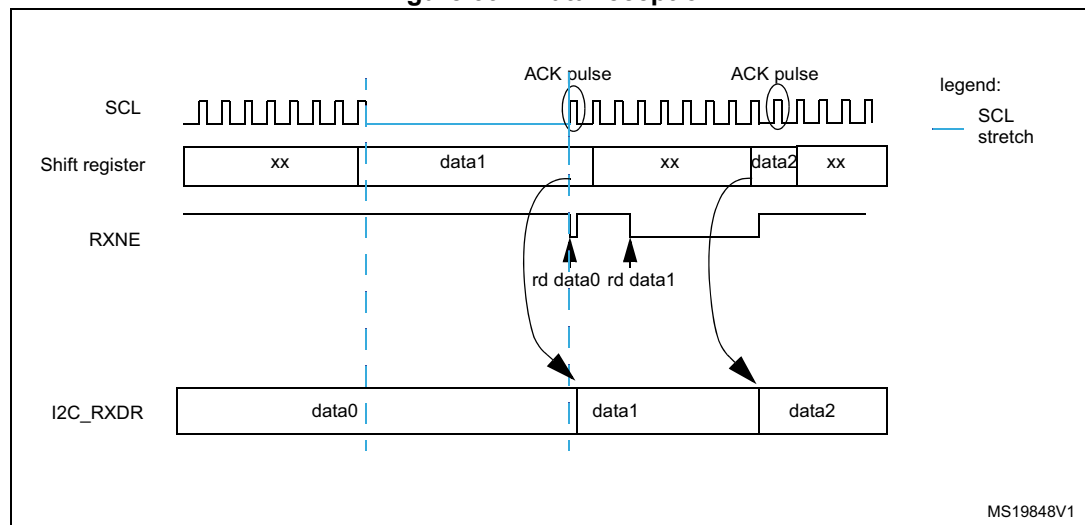 ACK pulse ACK pulse
legend:
SCL
SCL
stretch
Shift register xx data1 xx data2 xx
RXNE
rd data0 rd data1
I2C_RXDR data0 data1 data2
MS19848V1